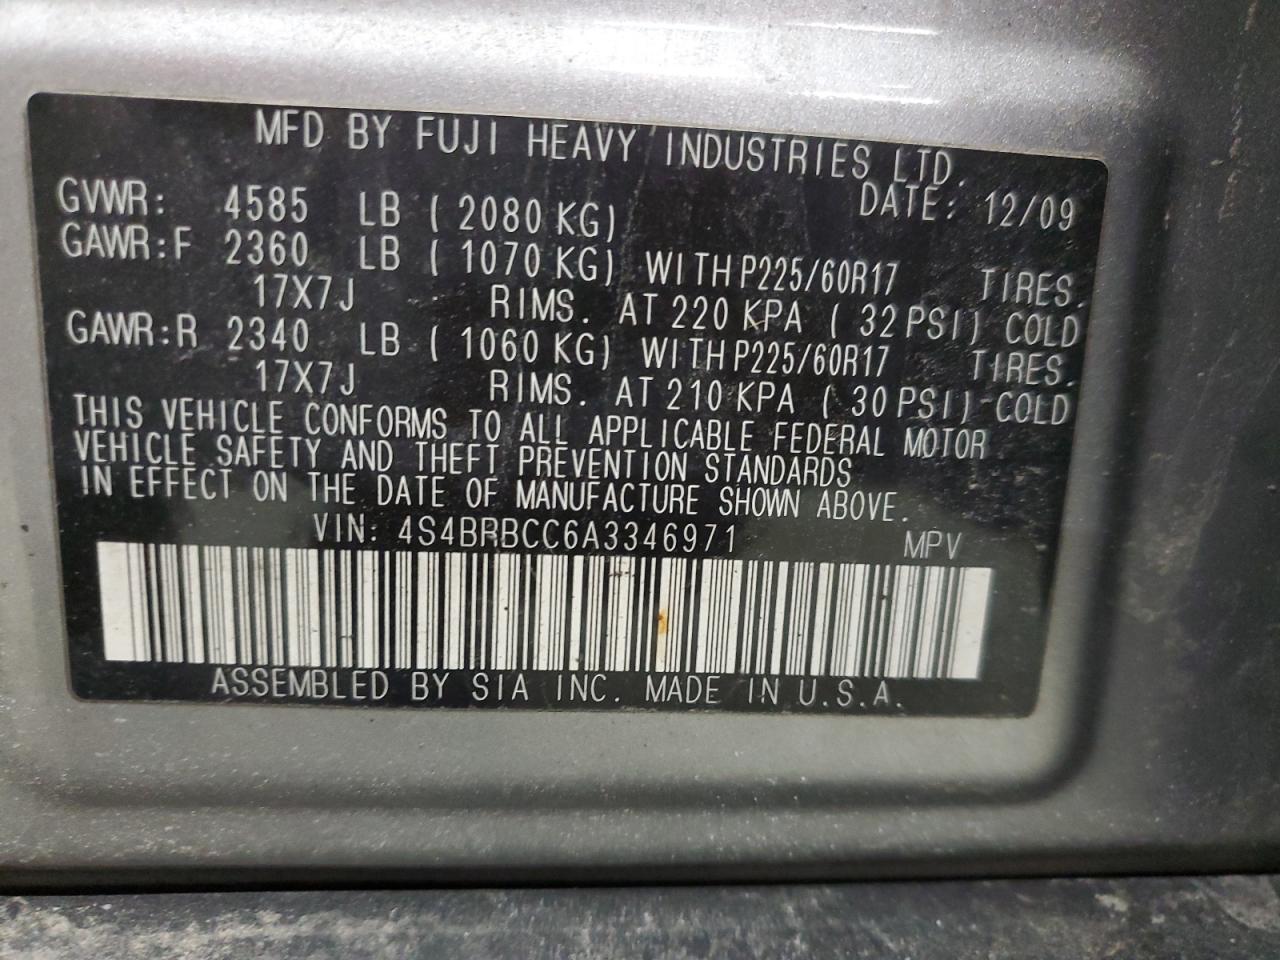 MFD BY FUJI HEAVY INDUSTRIES LTD.
DATE: 12/09
GVWR: 4585 LB ( 2080 KG)
GAWR:F 2360 LB ( 1070 KG) WITH P225/60R17 TIRES.
17X7J RIMS. AT 220 KPA ( 32 PSI) COLD
GAWR:R 2340 LB ( 1060 KG) WITH P225/60R17 TIRES.
17X7J RIMS. AT 210 KPA ( 30 PSI) COLD
THIS VEHICLE CONFORMS TO ALL APPLICABLE FEDERAL MOTOR
VEHICLE SAFETY AND THEFT PREVENTION STANDARDS
IN EFFECT ON THE DATE OF MANUFACTURE SHOWN ABOVE.
VIN: 4S4BRBCC6A3346971 MPV
ASSEMBLED BY SIA INC. MADE IN U.S.A.